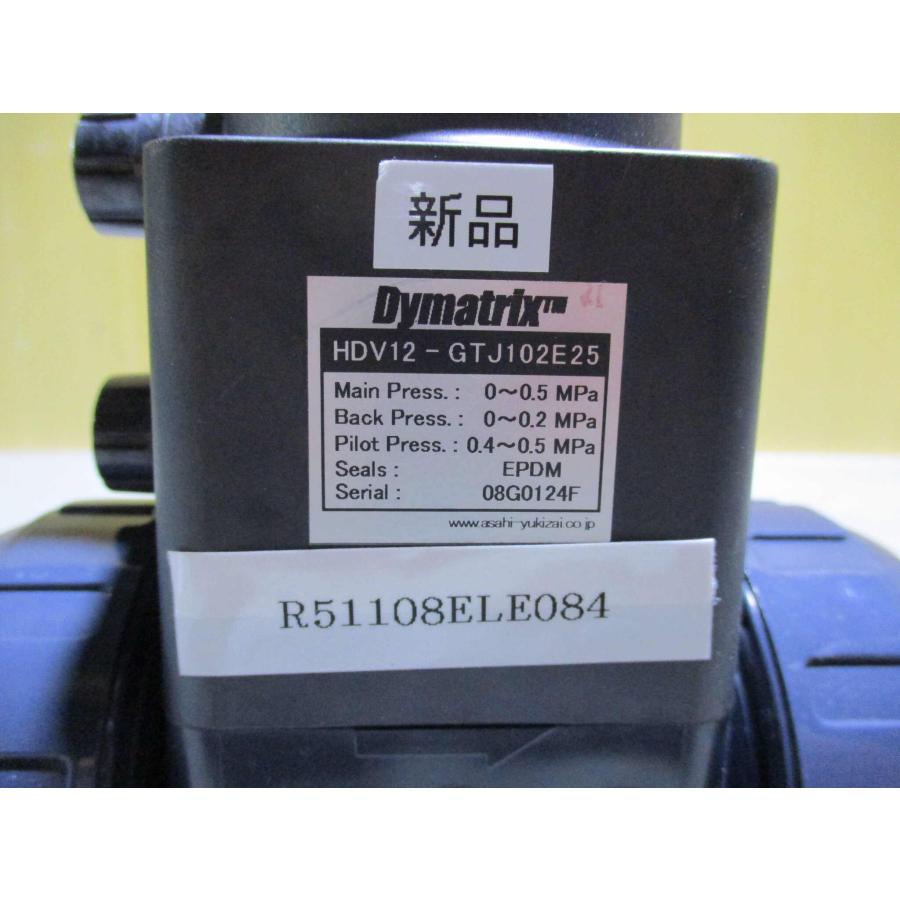 新品
Dymatrix™
HDV12-GTJ102E25
Main Press.: 0~0.5 MPa
Back Press.: 0~0.2 MPa
Pilot Press.: 0.4~0.5 MPa
Seals: EPDM
Serial: 08G0124F
www.asahi-yukizai.co.jp
R51108ELE084